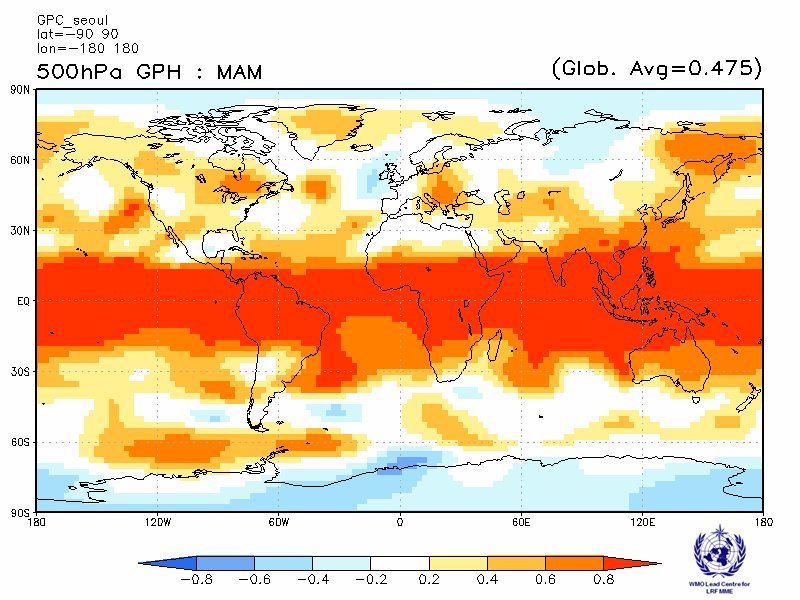 GPC_seoul
lat=-90 90
lon=-180 180
500hPa GPH : MAM
(Glob. Avg=0.475)
90N
60N
30N
EQ
30S
60S
90S
180
120W
60W
0
60E
120E
180
-0.8
-0.6
-0.4
-0.2
0.2
0.4
0.6
0.8
WMO Lead Centre for
LRF MME